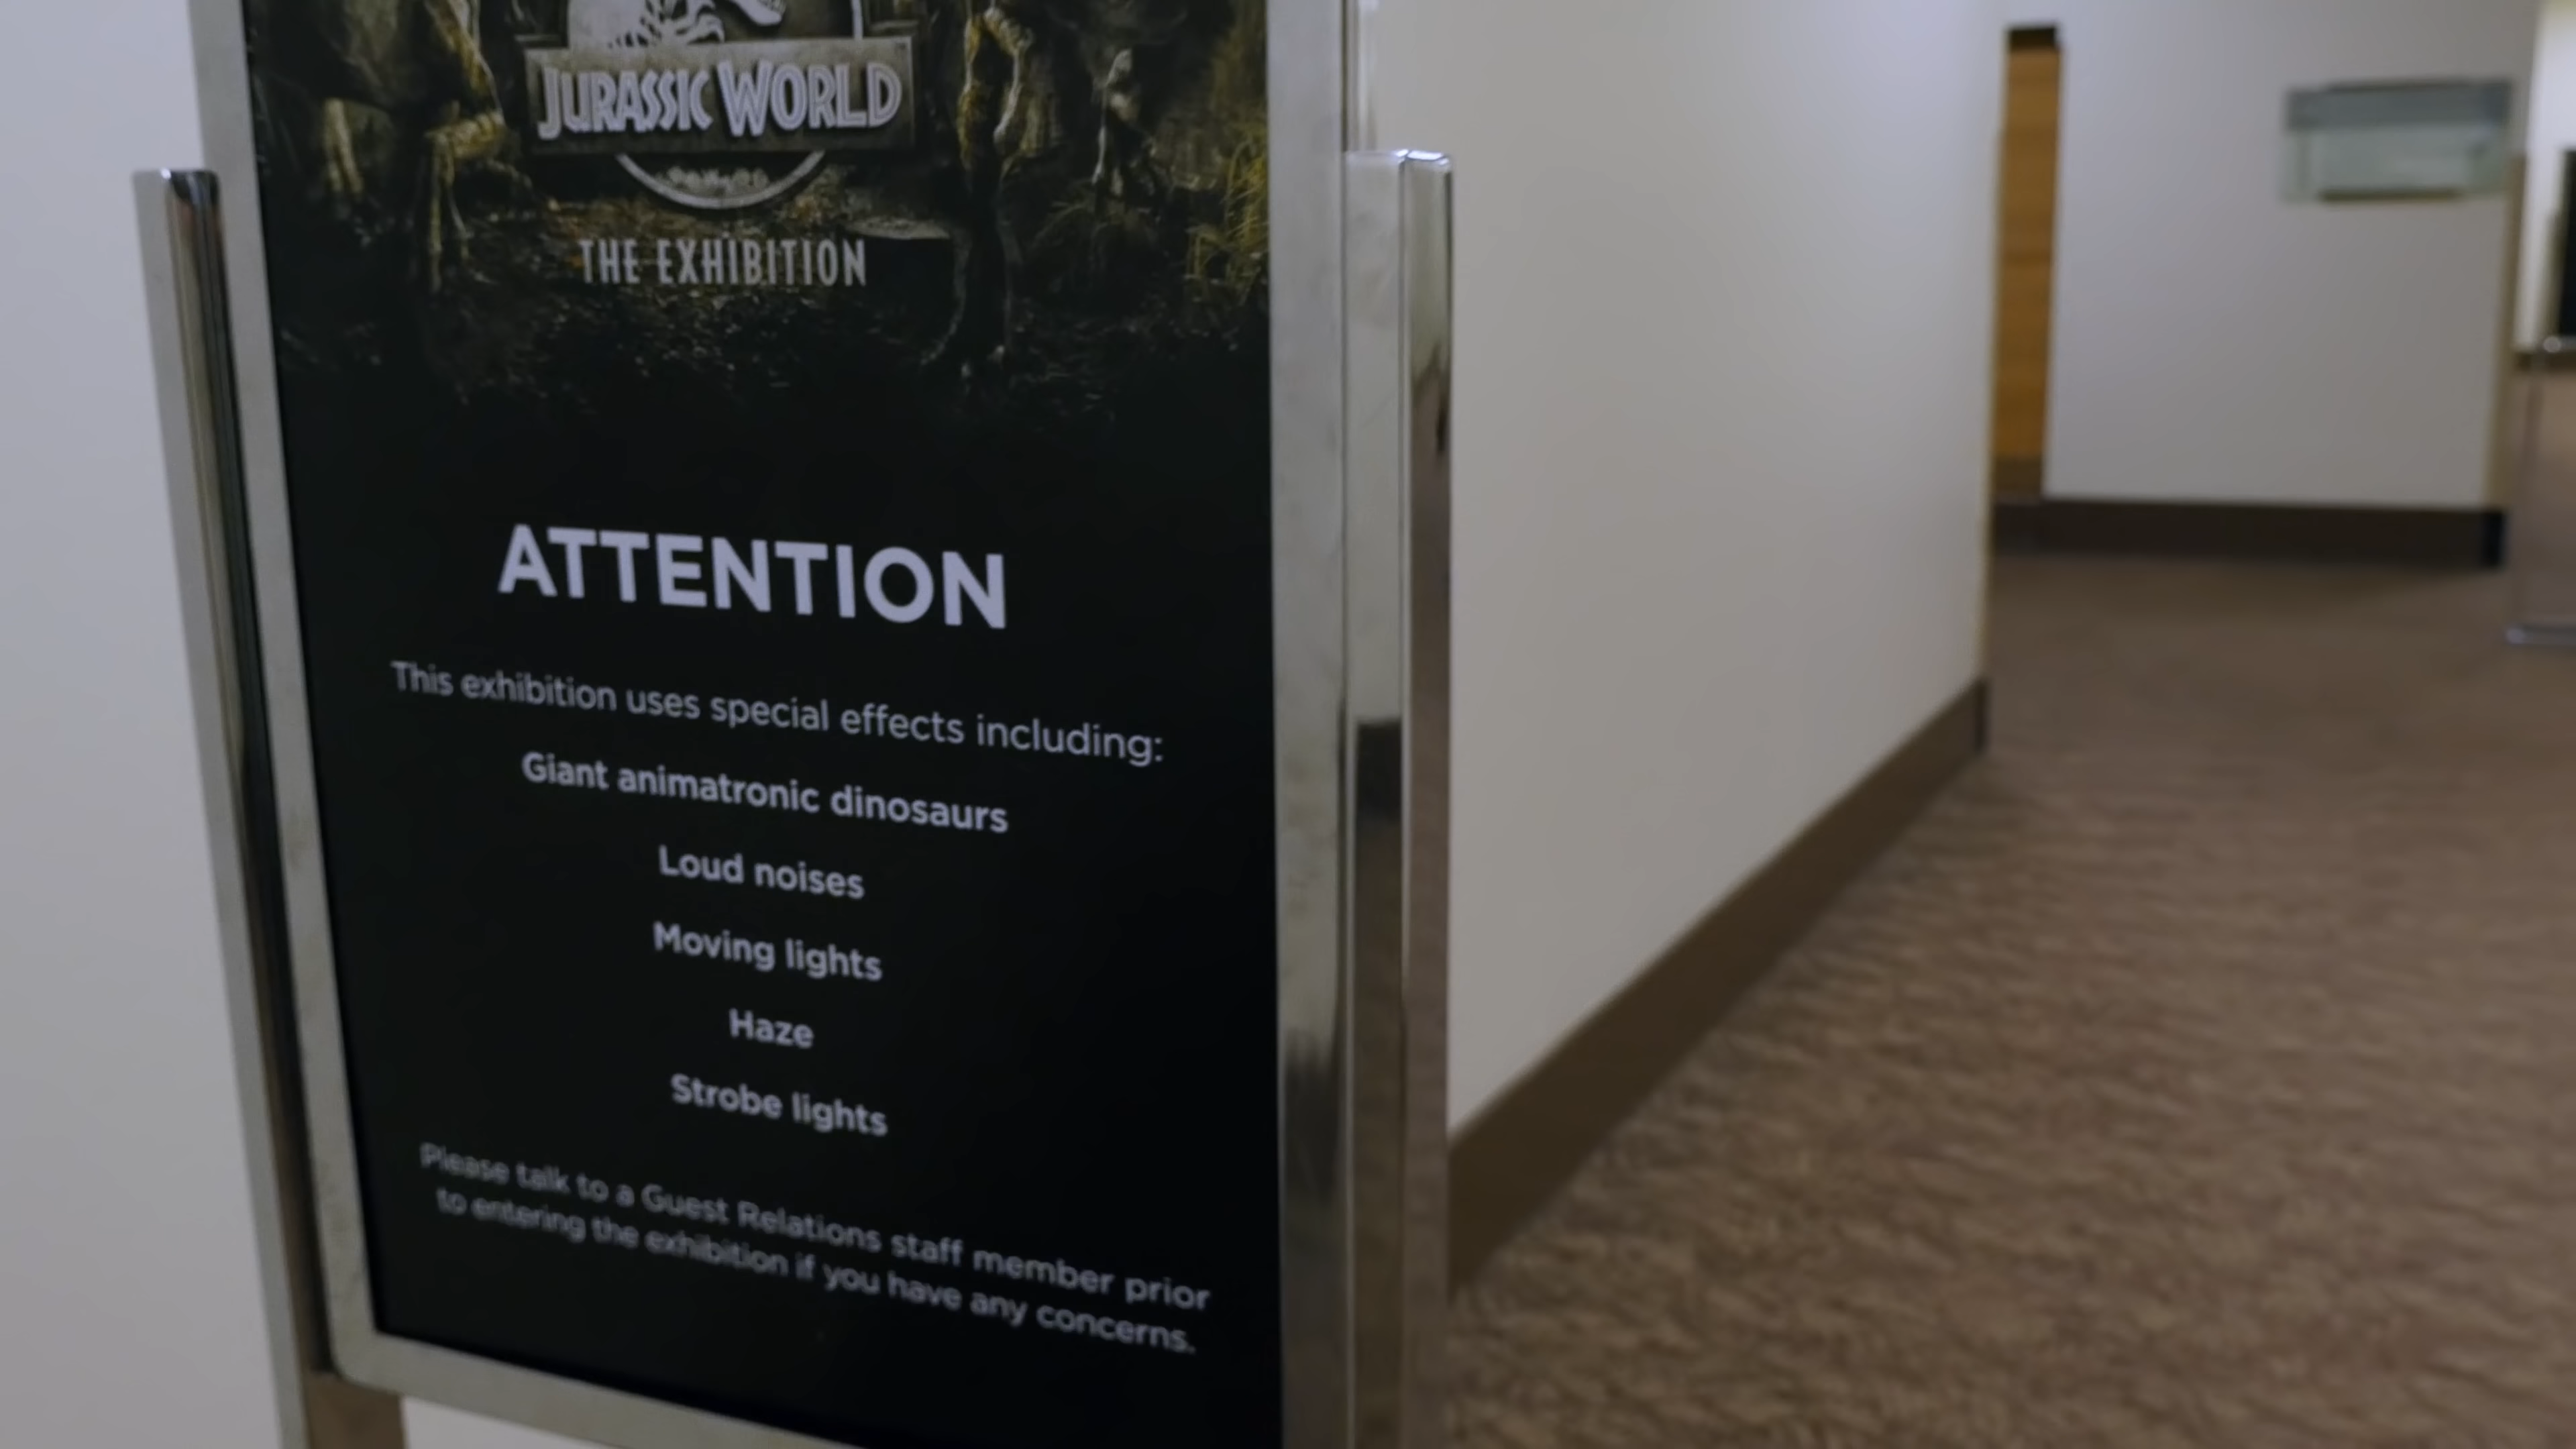 JURASSIC WORLD
THE EXHIBITION
ATTENTION
This exhibition uses special effects including:
Giant animatronic dinosaurs
Loud noises
Moving lights
Haze
Strobe lights
Please talk to a Guest Relations staff member prior
to entering the exhibition if you have any concerns.